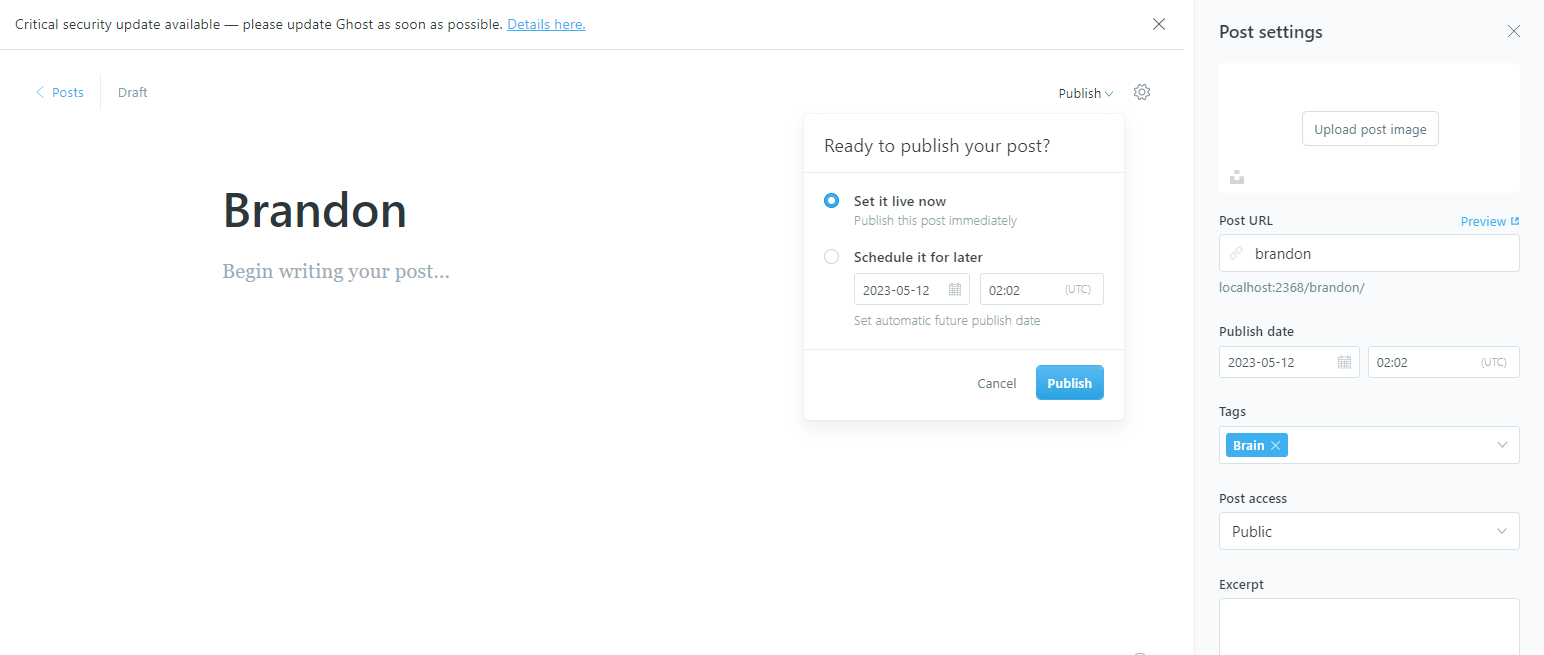 Critical security update available — please update Ghost as soon as possible. Details here.
Posts
Draft
Publish
Ready to publish your post?
Set it live now
Publish this post immediately
Schedule it for later
2023-05-12
02:02 (UTC)
Set automatic future publish date
Cancel
Publish
Brandon
Begin writing your post...
Post settings
Upload post image
Post URL
Preview
brandon
localhost:2368/brandon/
Publish date
2023-05-12
02:02 (UTC)
Tags
Brain
Post access
Public
Excerpt